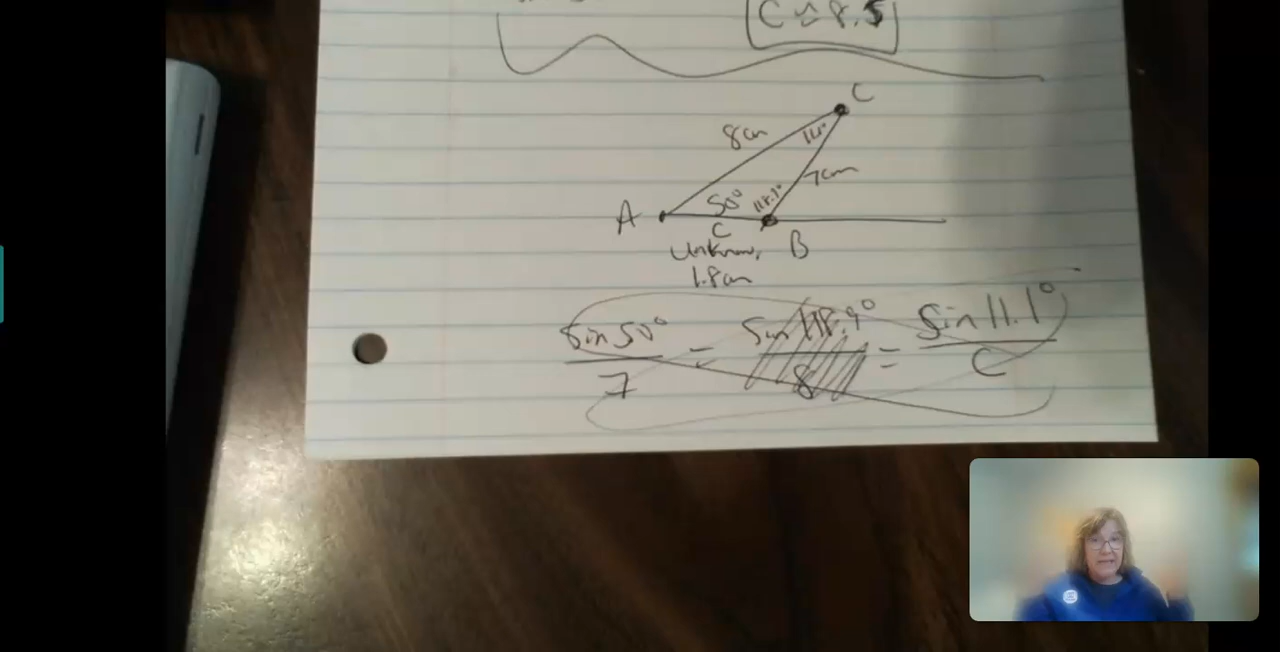 C ≈ 8.5
C
8cm
11.1°
7cm
A
50°
118.9°
C
B
Unknown,
1.8cm
sin 50° / 7 = sin 118.9° / 8 = sin 11.1° / C